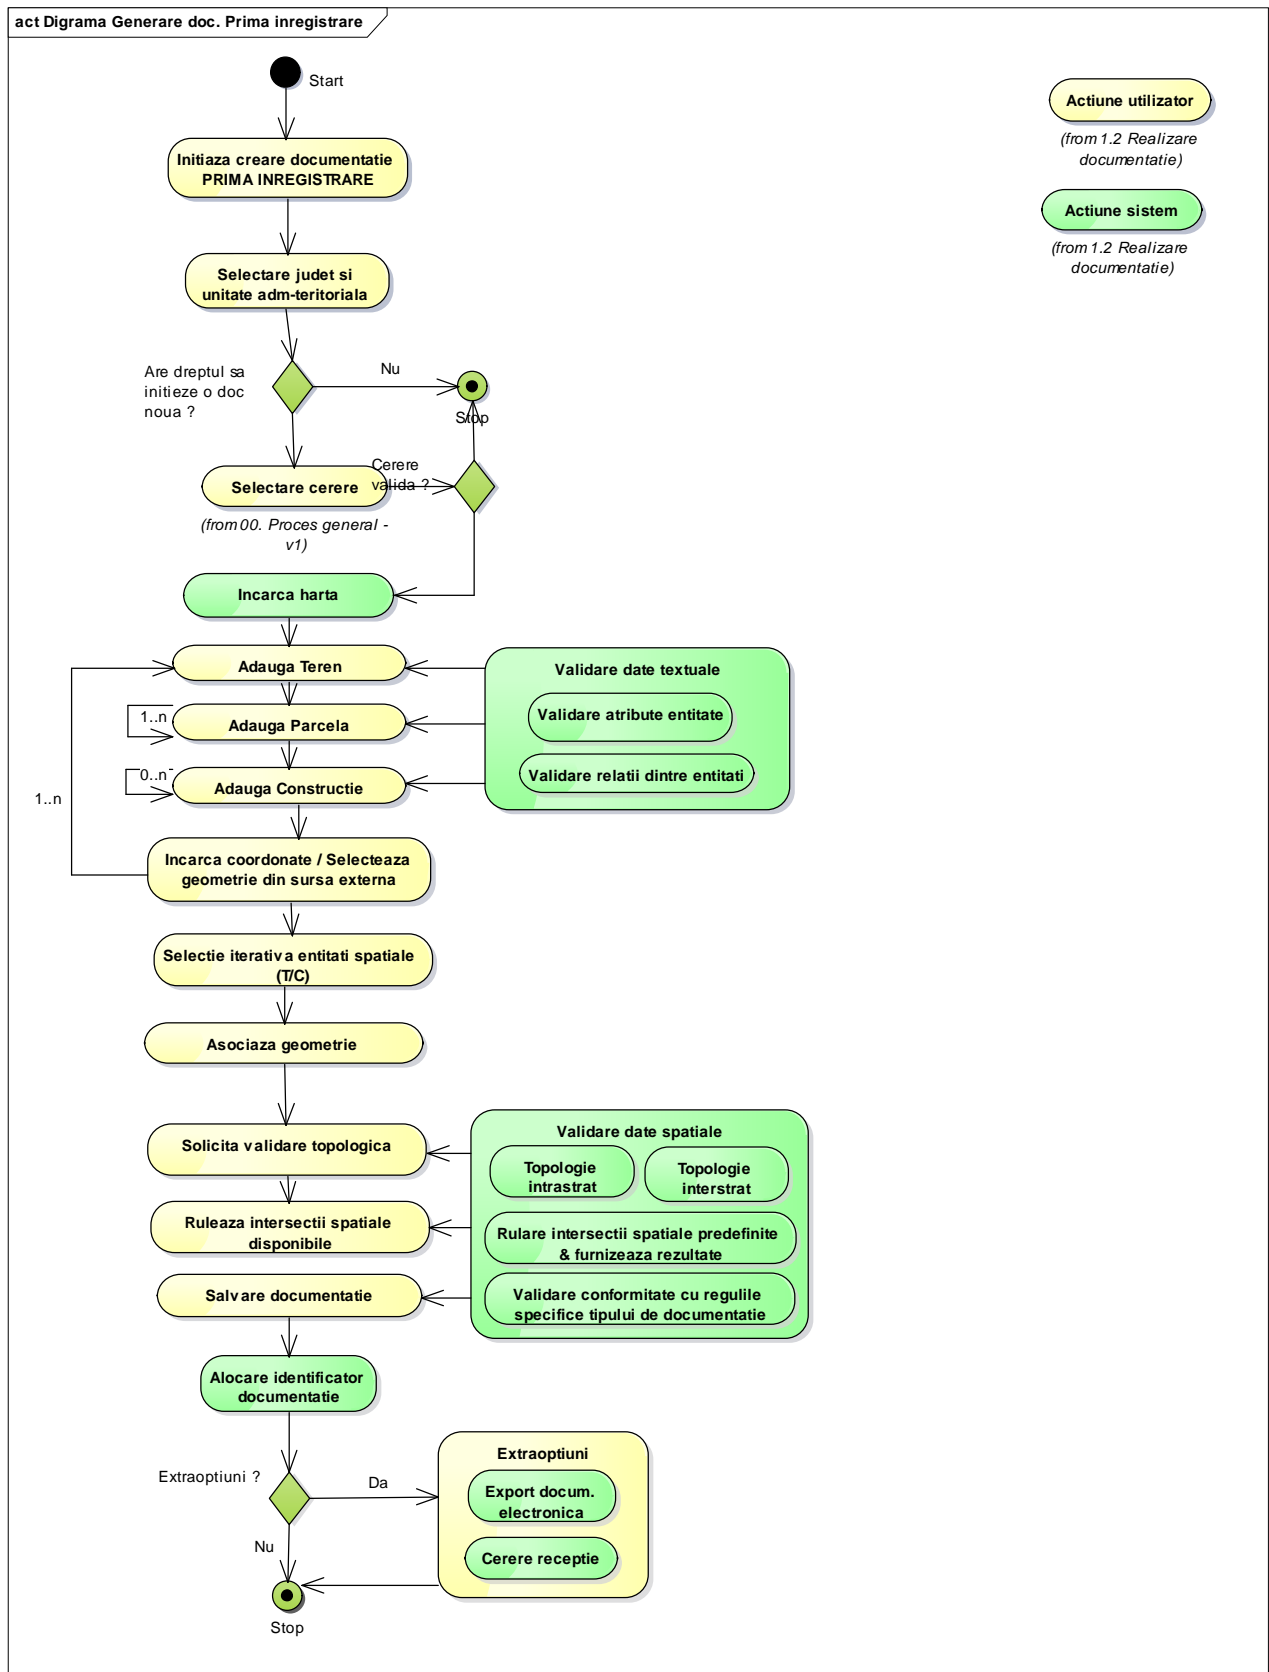 act Digrama Generare doc. Prima inregistrare
Start
Actiune utilizator
(from 1.2 Realizare
documentatie)
Actiune sistem
(from 1.2 Realizare
documentatie)
Initiaza creare documentatie
PRIMA INREGISTRARE
Selectare judet si
unitate adm-teritoriala
Are dreptul sa
initieze o doc
noua ?
Nu
Stop
Selectare cerere
(from 00. Proces general -
v1)
Cerere
valida ?
Incarca harta
Adauga Teren
1..n
Adauga Parcela
0..n
Adauga Constructie
1..n
Validare date textuale
Validare atribute entitate
Validare relatii dintre entitati
Incarca coordonate / Selecteaza
geometrie din sursa externa
Selectie iterativa entitati spatiale
(T/C)
Asociaza geometrie
Solicita validare topologica
Ruleaza intersectii spatiale
disponibile
Salvare documentatie
Validare date spatiale
Topologie
intrastrat
Topologie
interstrat
Rulare intersectii spatiale predefinite
& furnizeaza rezultate
Validare conformitate cu regulile
specifice tipului de documentatie
Alocare identificator
documentatie
Extraoptiuni ?
Da
Nu
Extraoptiuni
Export docum.
electronica
Cerere receptie
Stop